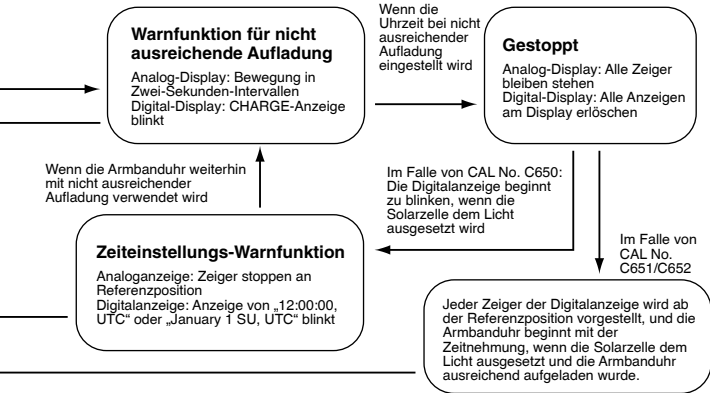 Warnfunktion für nicht
ausreichende Aufladung
Analog-Display: Bewegung in
Zwei-Sekunden-Intervallen
Digital-Display: CHARGE-Anzeige
blinkt
Wenn die
Uhrzeit bei nicht
ausreichender
Aufladung
eingestellt wird
Gestoppt
Analog-Display: Alle Zeiger
bleiben stehen
Digital-Display: Alle Anzeigen
am Display erlöschen
Wenn die Armbanduhr weiterhin
mit nicht ausreichender
Aufladung verwendet wird
Im Falle von CAL No. C650:
Die Digitalanzeige beginnt
zu blinken, wenn die
Solarzelle dem Licht
ausgesetzt wird
Im Falle von
CAL No.
C651/C652
Zeiteinstellungs-Warnfunktion
Analoganzeige: Zeiger stoppen an
Referenzposition
Digitalanzeige: Anzeige von „12:00:00,
UTC“ oder „January 1 SU, UTC“ blinkt
Jeder Zeiger der Digitalanzeige wird ab
der Referenzposition vorgestellt, und die
Armbanduhr beginnt mit der
Zeitnehmung, wenn die Solarzelle dem
Licht ausgesetzt und die Armbanduhr
ausreichend aufgeladen wurde.